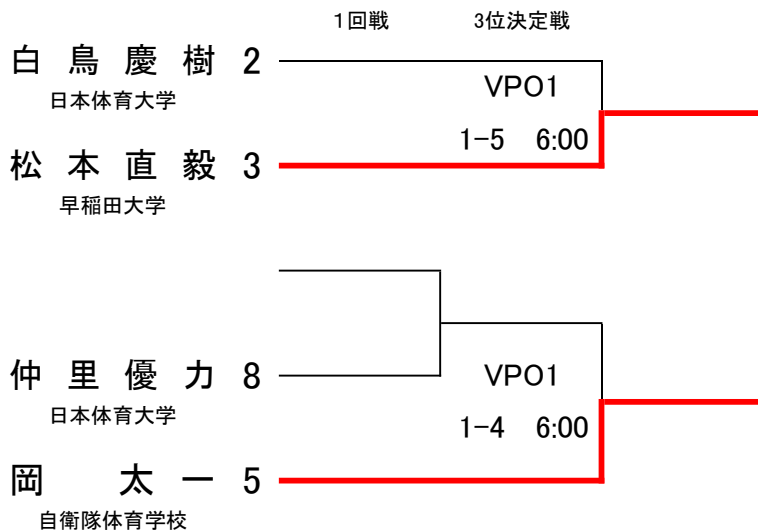 1回戦 3位決定戦
白鳥慶樹 2
日本体育大学
VPO1
1-5 6:00
松本直毅 3
早稲田大学
仲里優力 8
日本体育大学
VPO1
1-4 6:00
岡太一 5
自衛隊体育学校